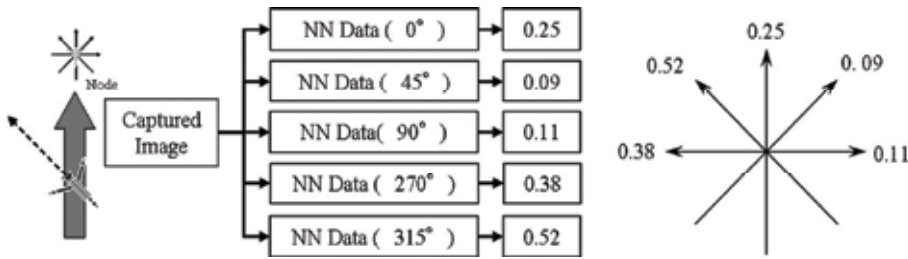 Node
Captured
Image
NN Data ( 0° )
0.25
NN Data ( 45° )
0.09
NN Data( 90° )
0.11
NN Data ( 270° )
0.38
NN Data ( 315° )
0.52
0.25
0.52
0. 09
0.38
0.11